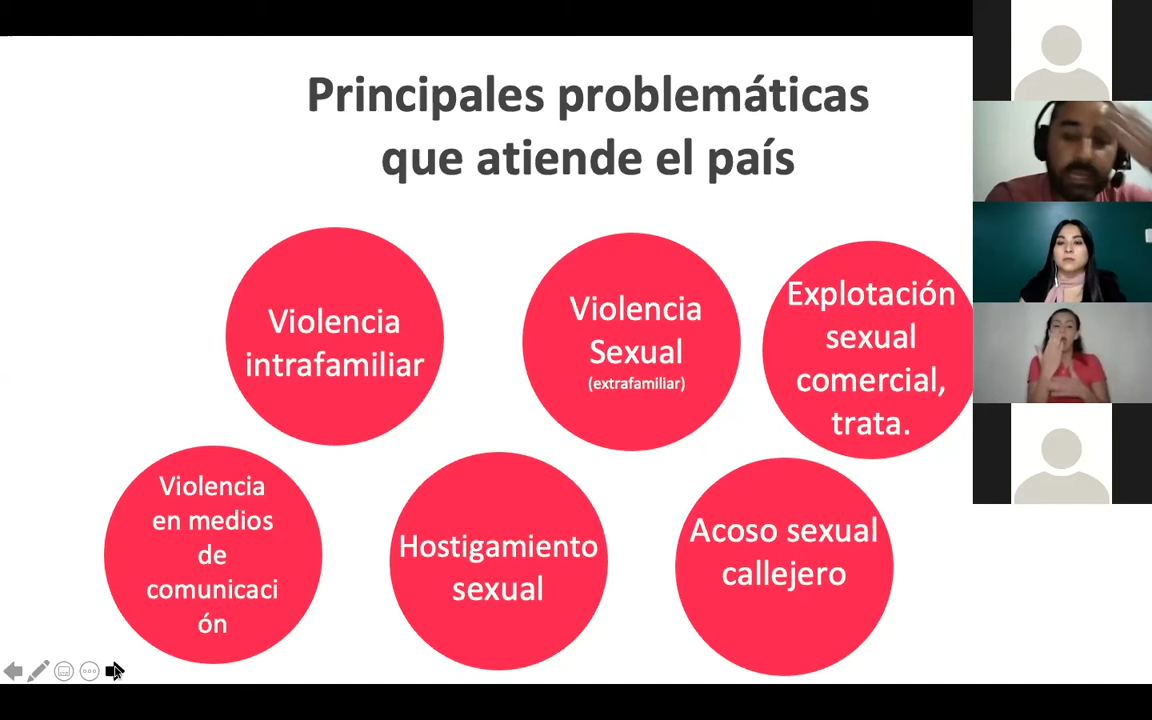 Principales problemáticas
que atiende el país
Violencia
intrafamiliar
Violencia
Sexual
(extrafamiliar)
Explotación
sexual
comercial,
trata.
Violencia
en medios
de
comunicaci
ón
Hostigamiento
sexual
Acoso sexual
callejero